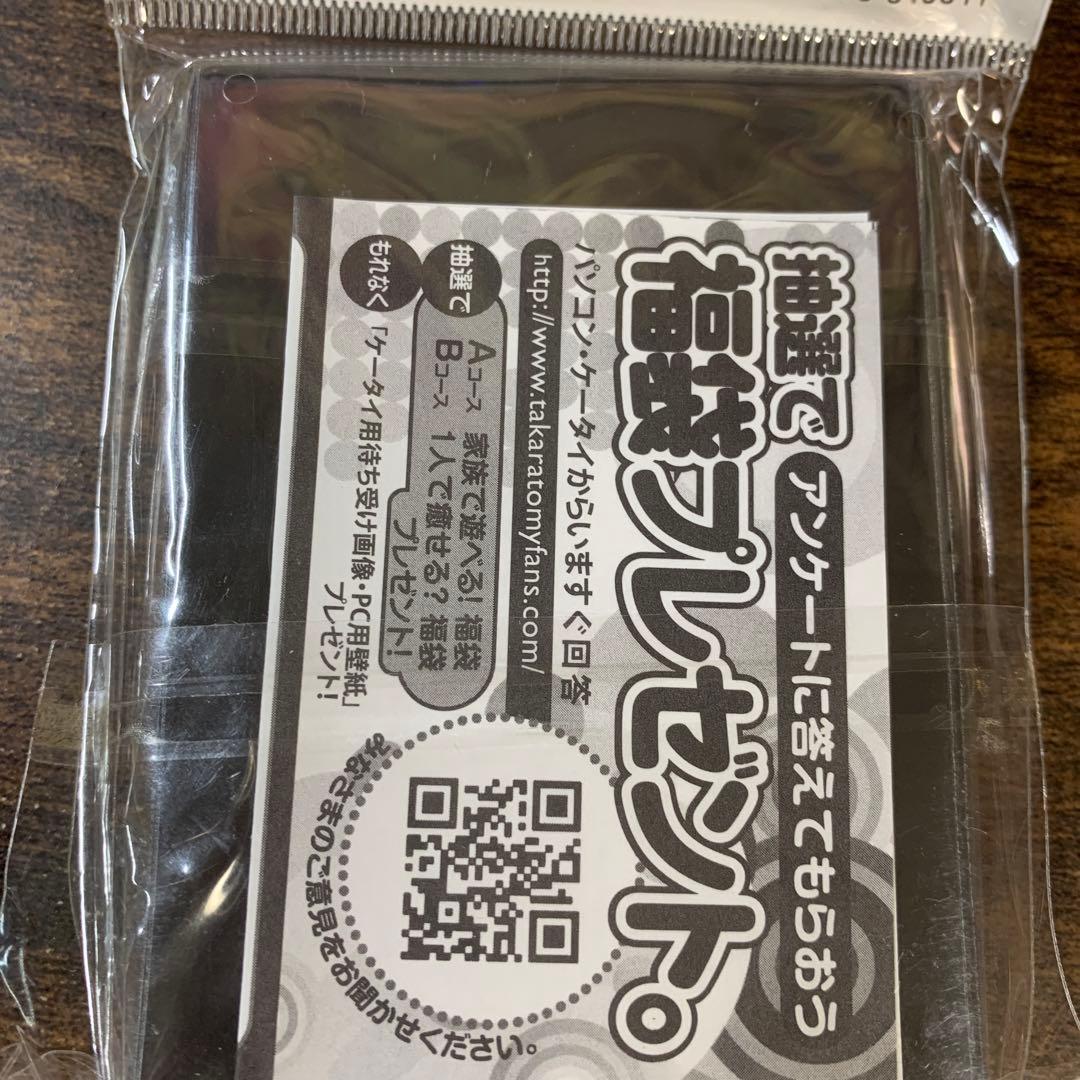 抽選で
アンケートに答えてもらおう
福袋プレゼント。
パソコン・ケータイからいますぐ回答
http://www.takaratomyfans.com/
抽選で
Aコース 家族で遊べる!福袋
Bコース 1人で癒せる?福袋
プレゼント!
もれなく
「ケータイ用待ち受け画像・PC用壁紙」
プレゼント!
みなさまのご意見をお聞かせください。